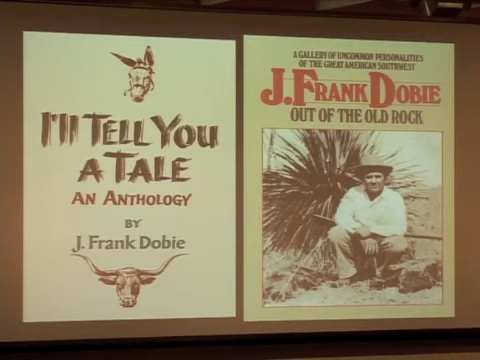 I'll TELL YOU
A TALE
AN ANTHOLOGY
BY
J. Frank Dobie
A GALLERY OF UNCOMMON PERSONALITIES
OF THE GREAT AMERICAN SOUTHWEST
J. FRANK DOBIE
OUT OF THE OLD ROCK